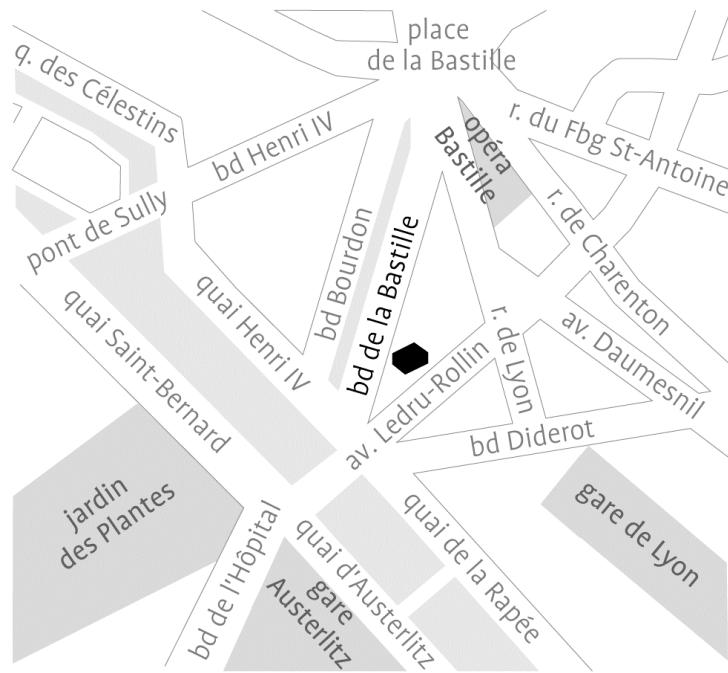 place
de la Bastille
q. des Célestins
bd Henri IV
r. du Fbg St-Antoine
opéra
Bastille
pont de Sully
bd Bourdon
bd de la Bastille
r. de Charenton
quai Henri IV
quai Saint-Bernard
r. de Lyon
av. Daumesnil
av. Ledru-Rollin
bd Diderot
jardin
des Plantes
gare de Lyon
bd de l'Hôpital
quai d'Austerlitz
quai de la Rapée
gare
Austerlitz